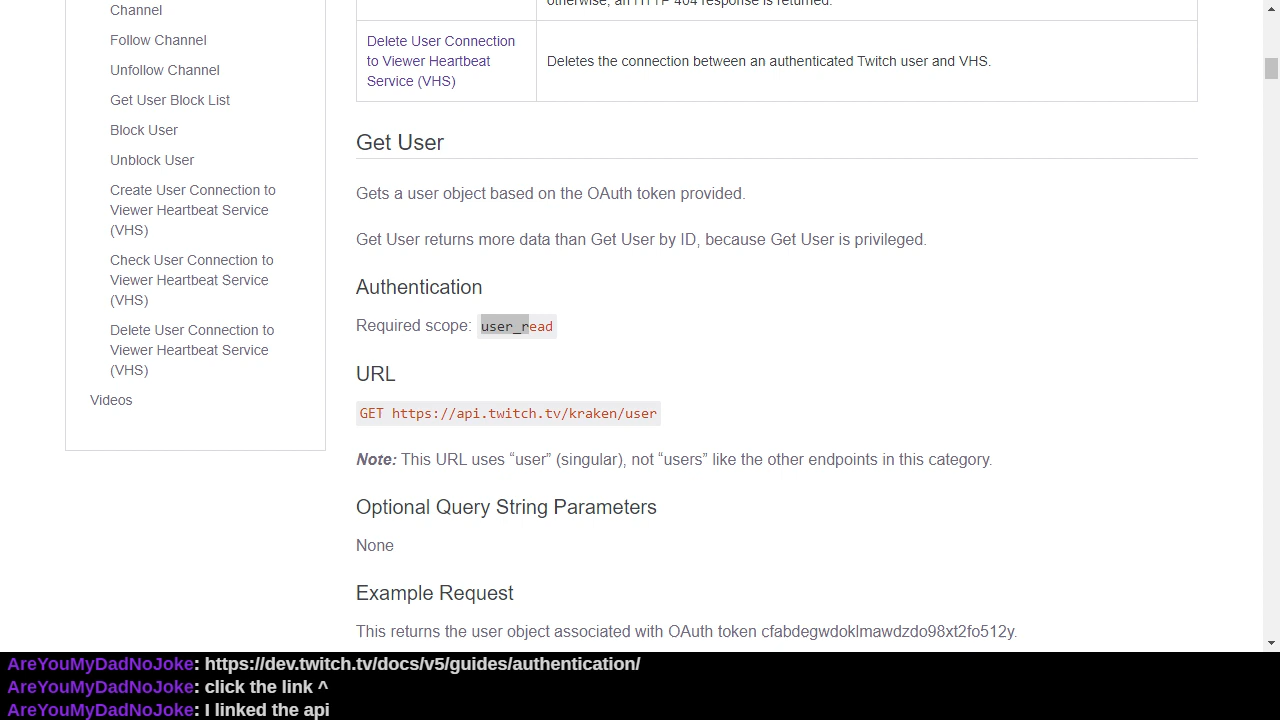 Channel
Follow Channel
Unfollow Channel
Get User Block List
Block User
Unblock User
Create User Connection to
Viewer Heartbeat Service
(VHS)
Check User Connection to
Viewer Heartbeat Service
(VHS)
Delete User Connection to
Viewer Heartbeat Service
(VHS)
Videos
otherwise, an HTTP 404 response is returned.
Delete User Connection
to Viewer Heartbeat
Service (VHS)
Deletes the connection between an authenticated Twitch user and VHS.
Get User
Gets a user object based on the OAuth token provided.
Get User returns more data than Get User by ID, because Get User is privileged.
Authentication
Required scope: user_read
URL
GET https://api.twitch.tv/kraken/user
Note: This URL uses “user” (singular), not “users” like the other endpoints in this category.
Optional Query String Parameters
None
Example Request
This returns the user object associated with OAuth token cfabdegwdoklmawdzdo98xt2fo512y.
AreYouMyDadNoJoke: https://dev.twitch.tv/docs/v5/guides/authentication/
AreYouMyDadNoJoke: click the link ^
AreYouMyDadNoJoke: I linked the api